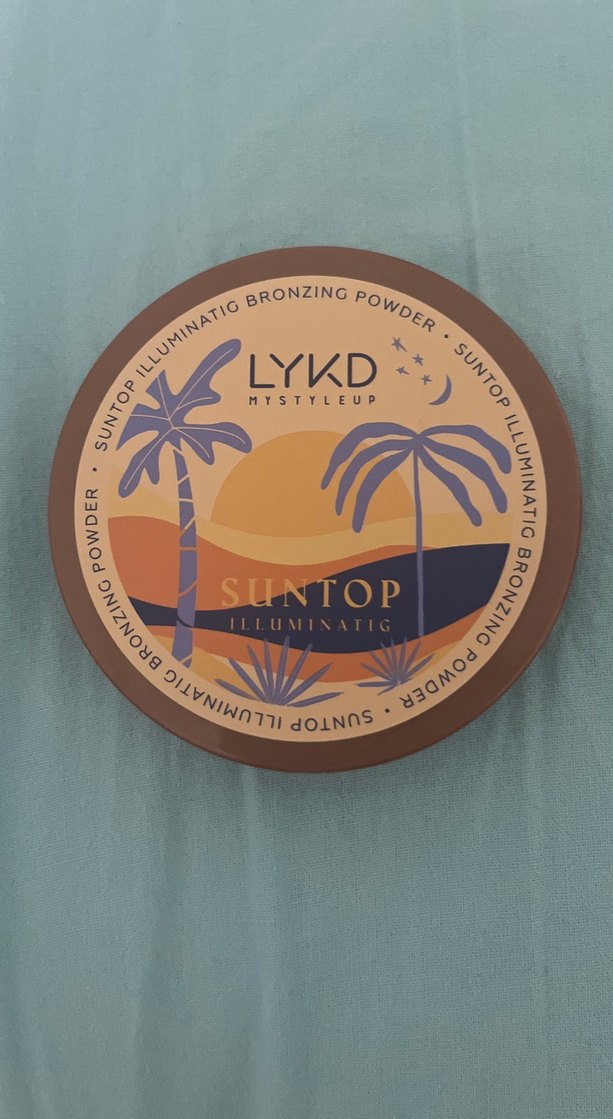 LYKD
MYSTYLEUP
SUNTOP
ILLUMINATIG
SUNTOP ILLUMINATIG BRONZING POWDER • SUNTOP ILLUMINATIG BRONZING POWDER • SUNTOP ILLUMINATIG BRONZING POWDER •